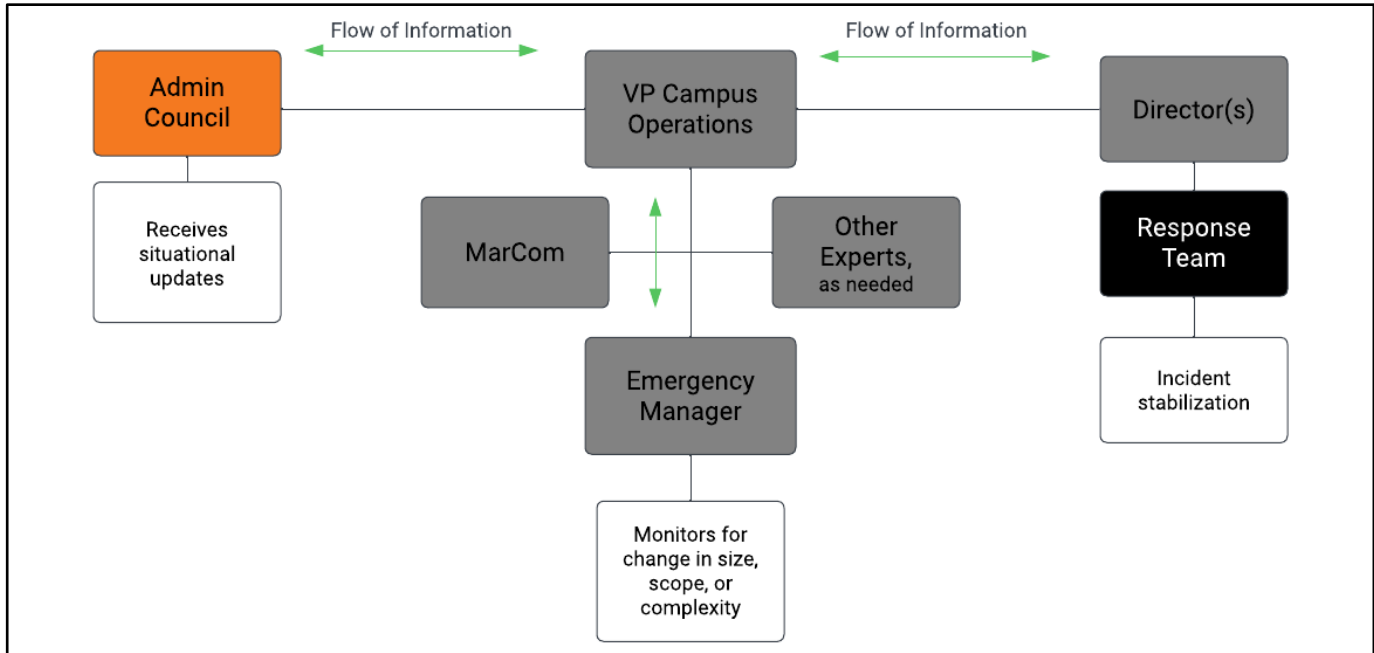 Flow of Information
Flow of Information
Admin
Council
VP Campus
Operations
Director(s)
Receives
situational
updates
MarCom
Other
Experts,
as needed
Response
Team
Emergency
Manager
Incident
stabilization
Monitors for
change in size,
scope, or
complexity